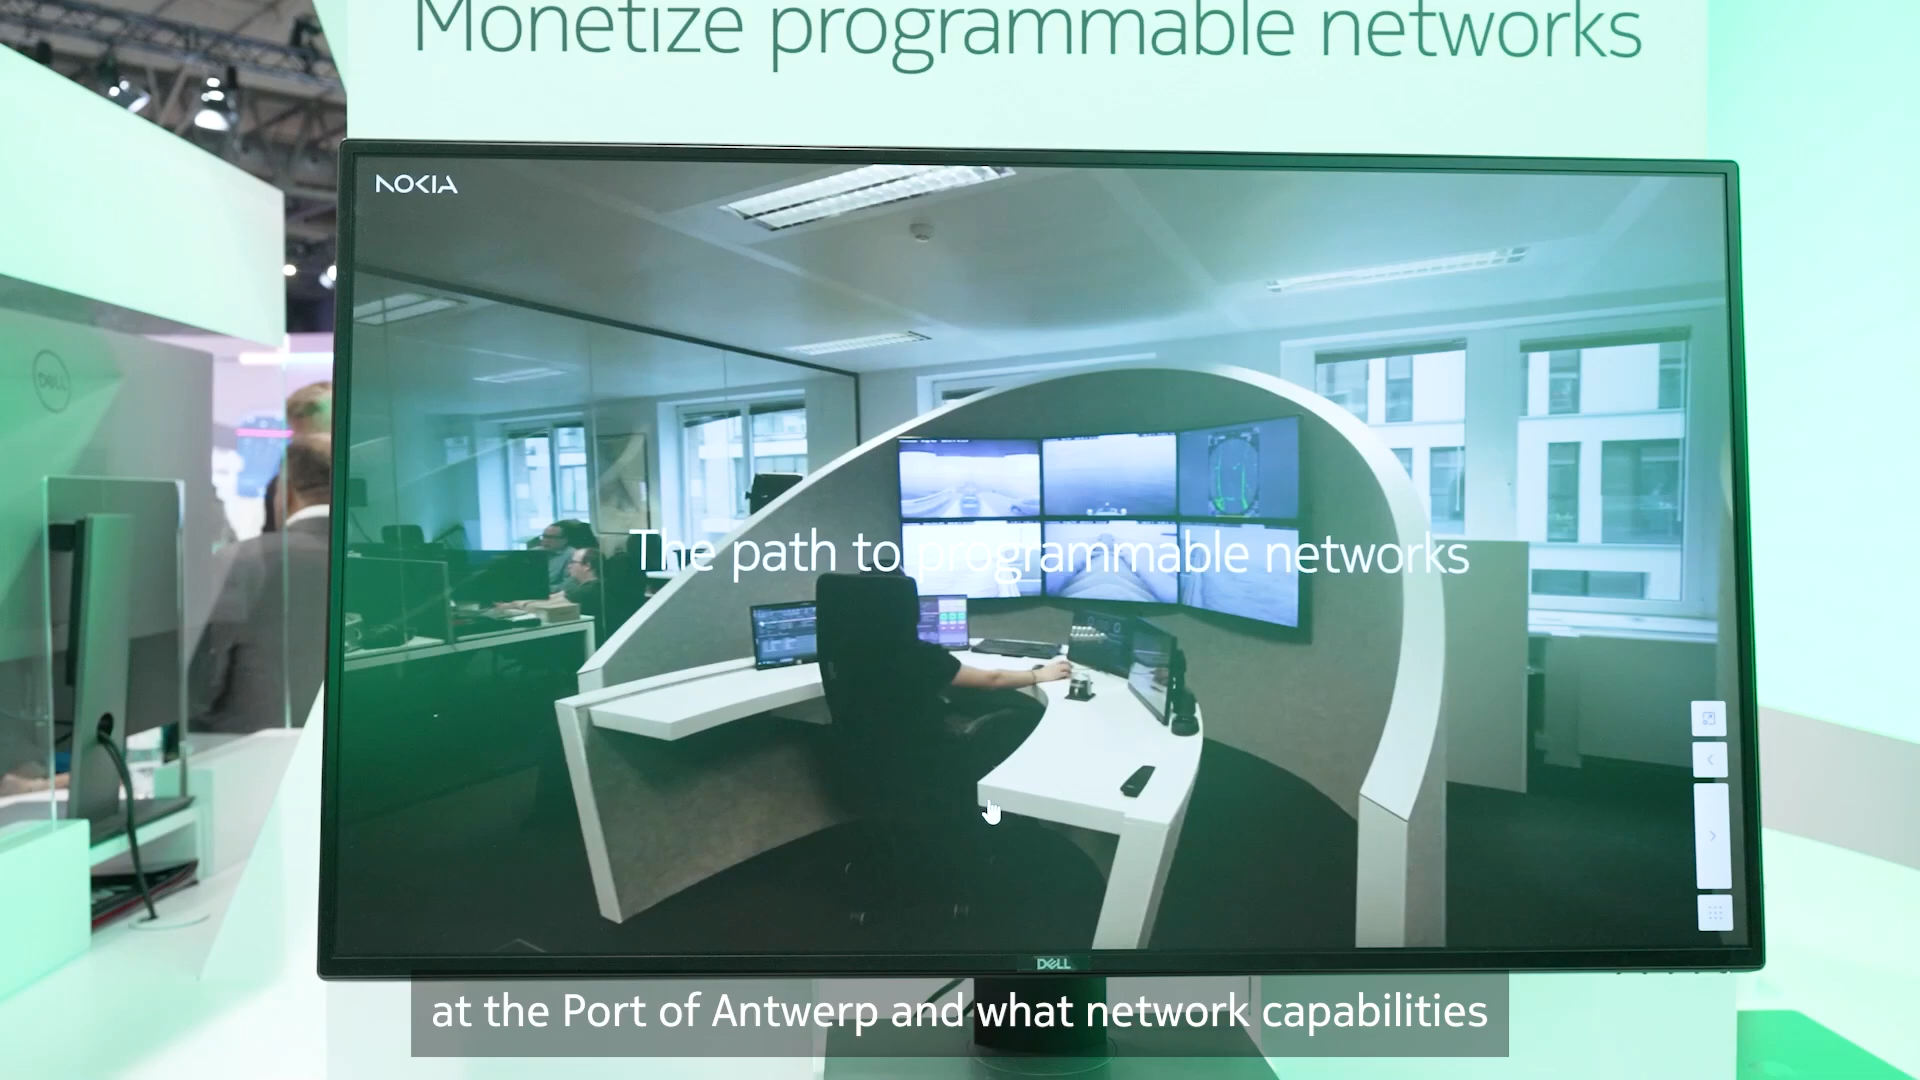 Monetize programmable networks
NOKIA
DELL
The path to programmable networks
DELL
at the Port of Antwerp and what network capabilities